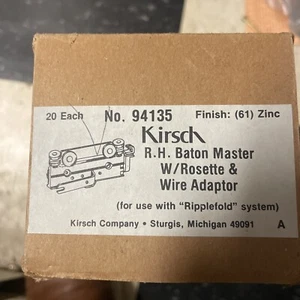 20 Each No. 94135 Finish: (61) Zinc
Kirsch
R.H. Baton Master
W/Rosette &
Wire Adaptor
(for use with "Ripplefold" system)
Kirsch Company • Sturgis, Michigan 49091 A